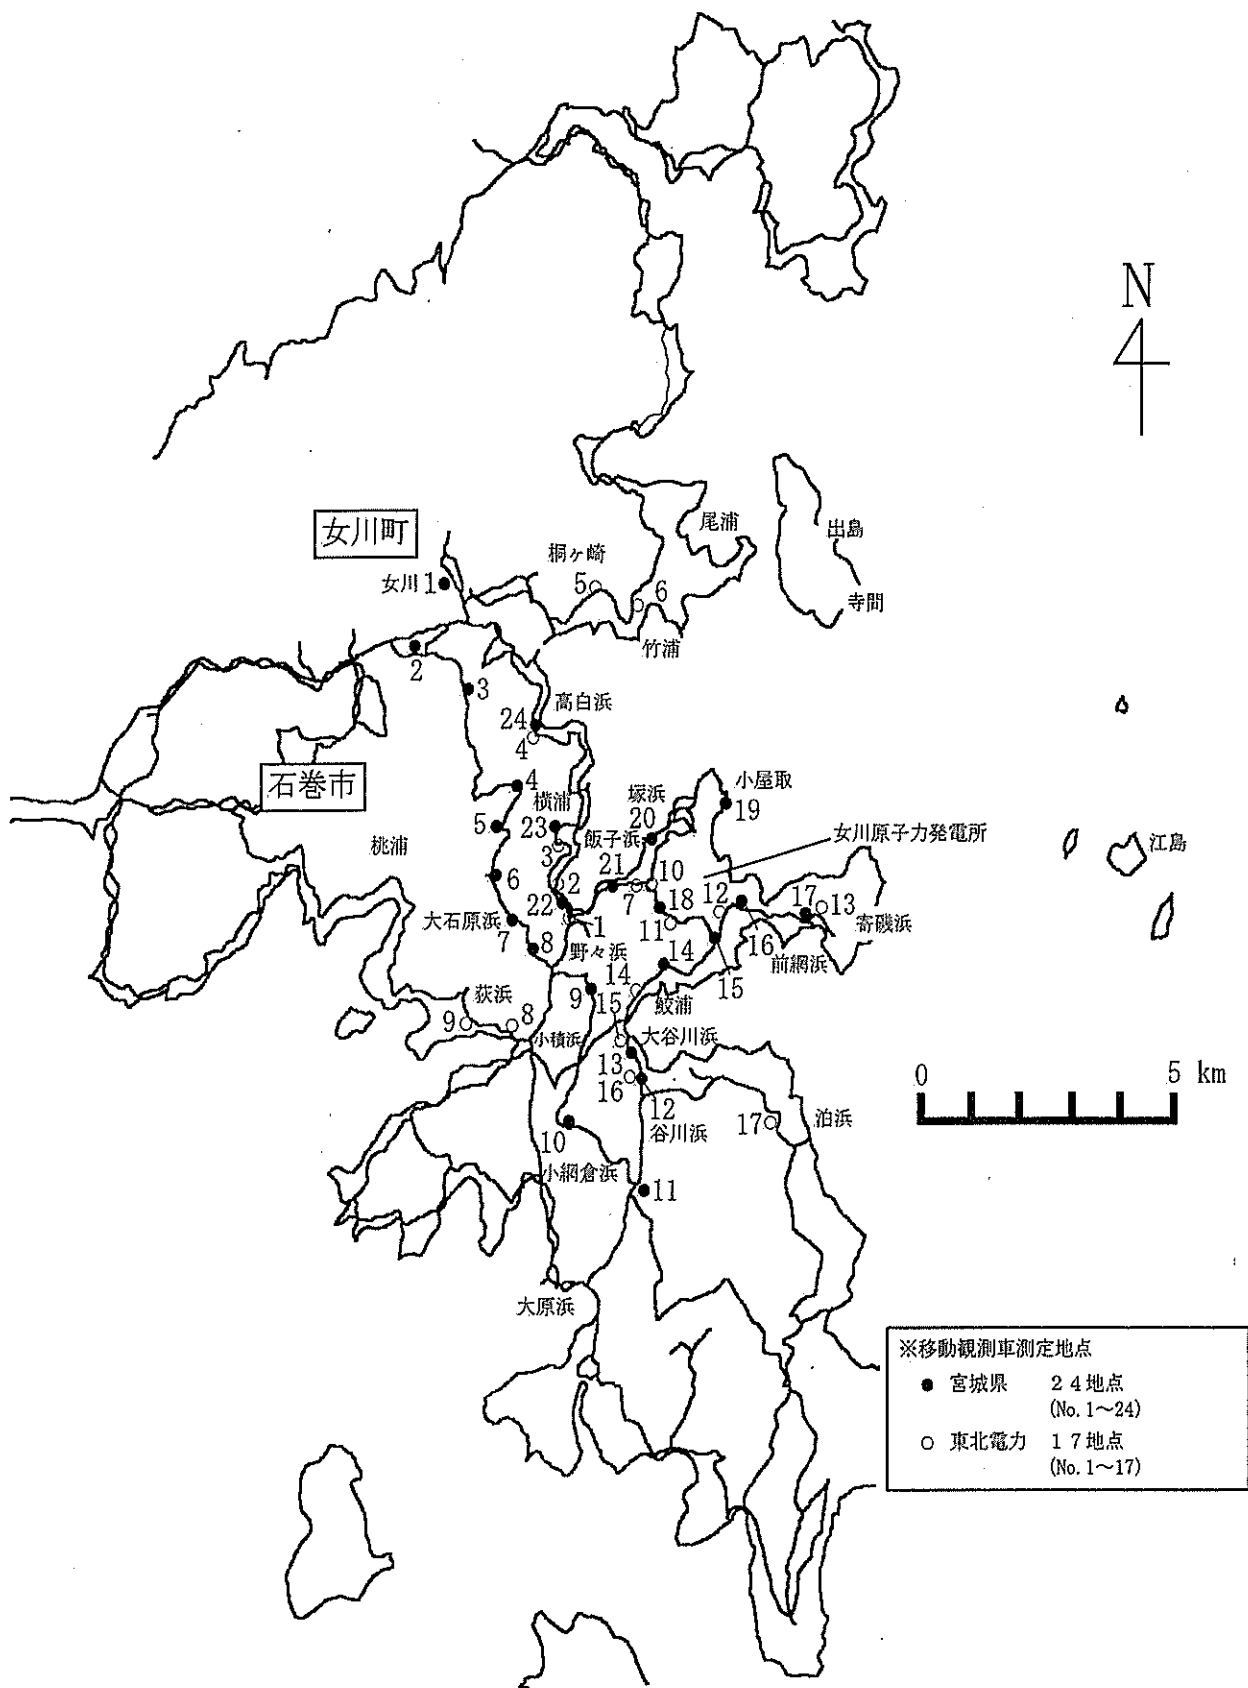 N
女川町
尾浦
出島
桐ヶ崎
女川 1
5
6
寺間
竹浦
2
3
高白浜
24
4
石巻市
4
小屋取
19
横浦
塚浜
20
5
23
飯子浜
女川原子力発電所
3
桃浦
江島
6
2
21
10
7
18
12
17
13
22
大石原浜
1
11
16
寄磯浜
7
8
野々浜
14
前網浜
15
9
14
鮫浦
荻浜
15
9
8
小積浜
大谷川浜
13
16
0
5 km
12
17
泊浜
10
谷川浜
小網倉浜
11
大原浜
※移動観測車測定地点
● 宮城県 24地点
(No.1～24)
○ 東北電力 17地点
(No.1～17)